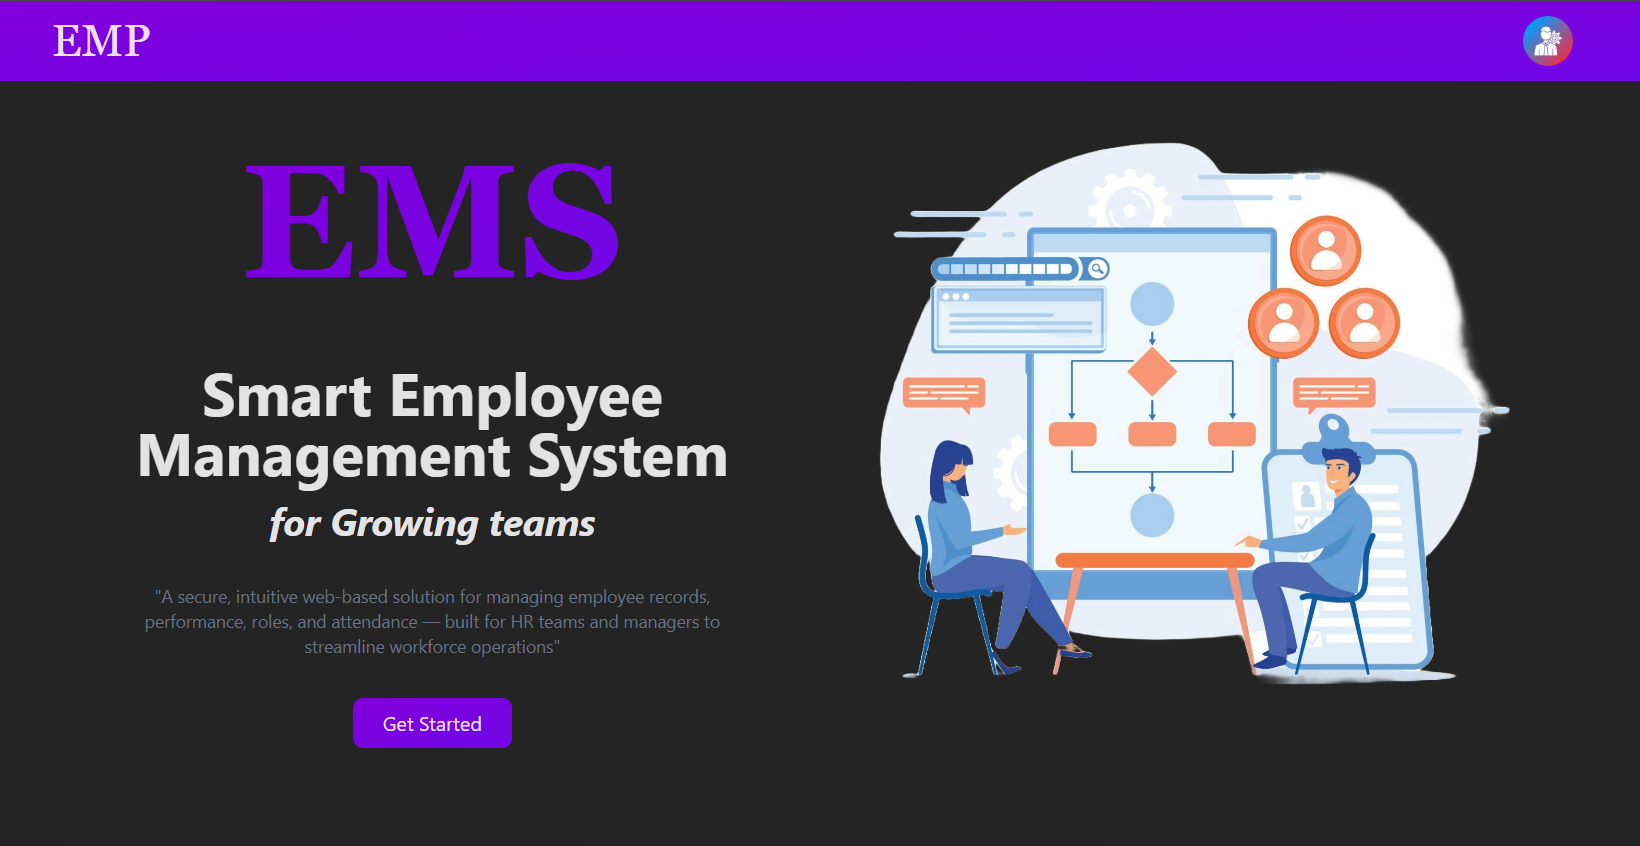 EMP
EMS
Smart Employee
Management System
for Growing teams
"A secure, intuitive web-based solution for managing employee records,
performance, roles, and attendance — built for HR teams and managers to
streamline workforce operations"
Get Started